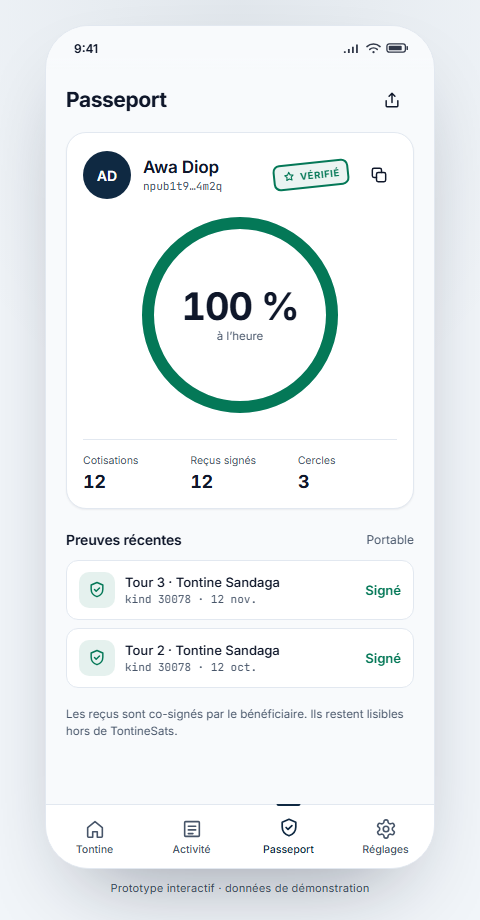 9:41
Passeport
AD
Awa Diop
npub1t9…4m2q
VÉRIFIÉ
100 %
à l’heure
Cotisations
Reçus signés
Cercles
12
12
3
Preuves récentes
Portable
Tour 3 · Tontine Sandaga
kind 30078 · 12 nov.
Signé
Tour 2 · Tontine Sandaga
kind 30078 · 12 oct.
Signé
Les reçus sont co-signés par le bénéficiaire. Ils restent lisibles
hors de TontineSats.
Tontine
Activité
Passeport
Réglages
Prototype interactif · données de démonstration